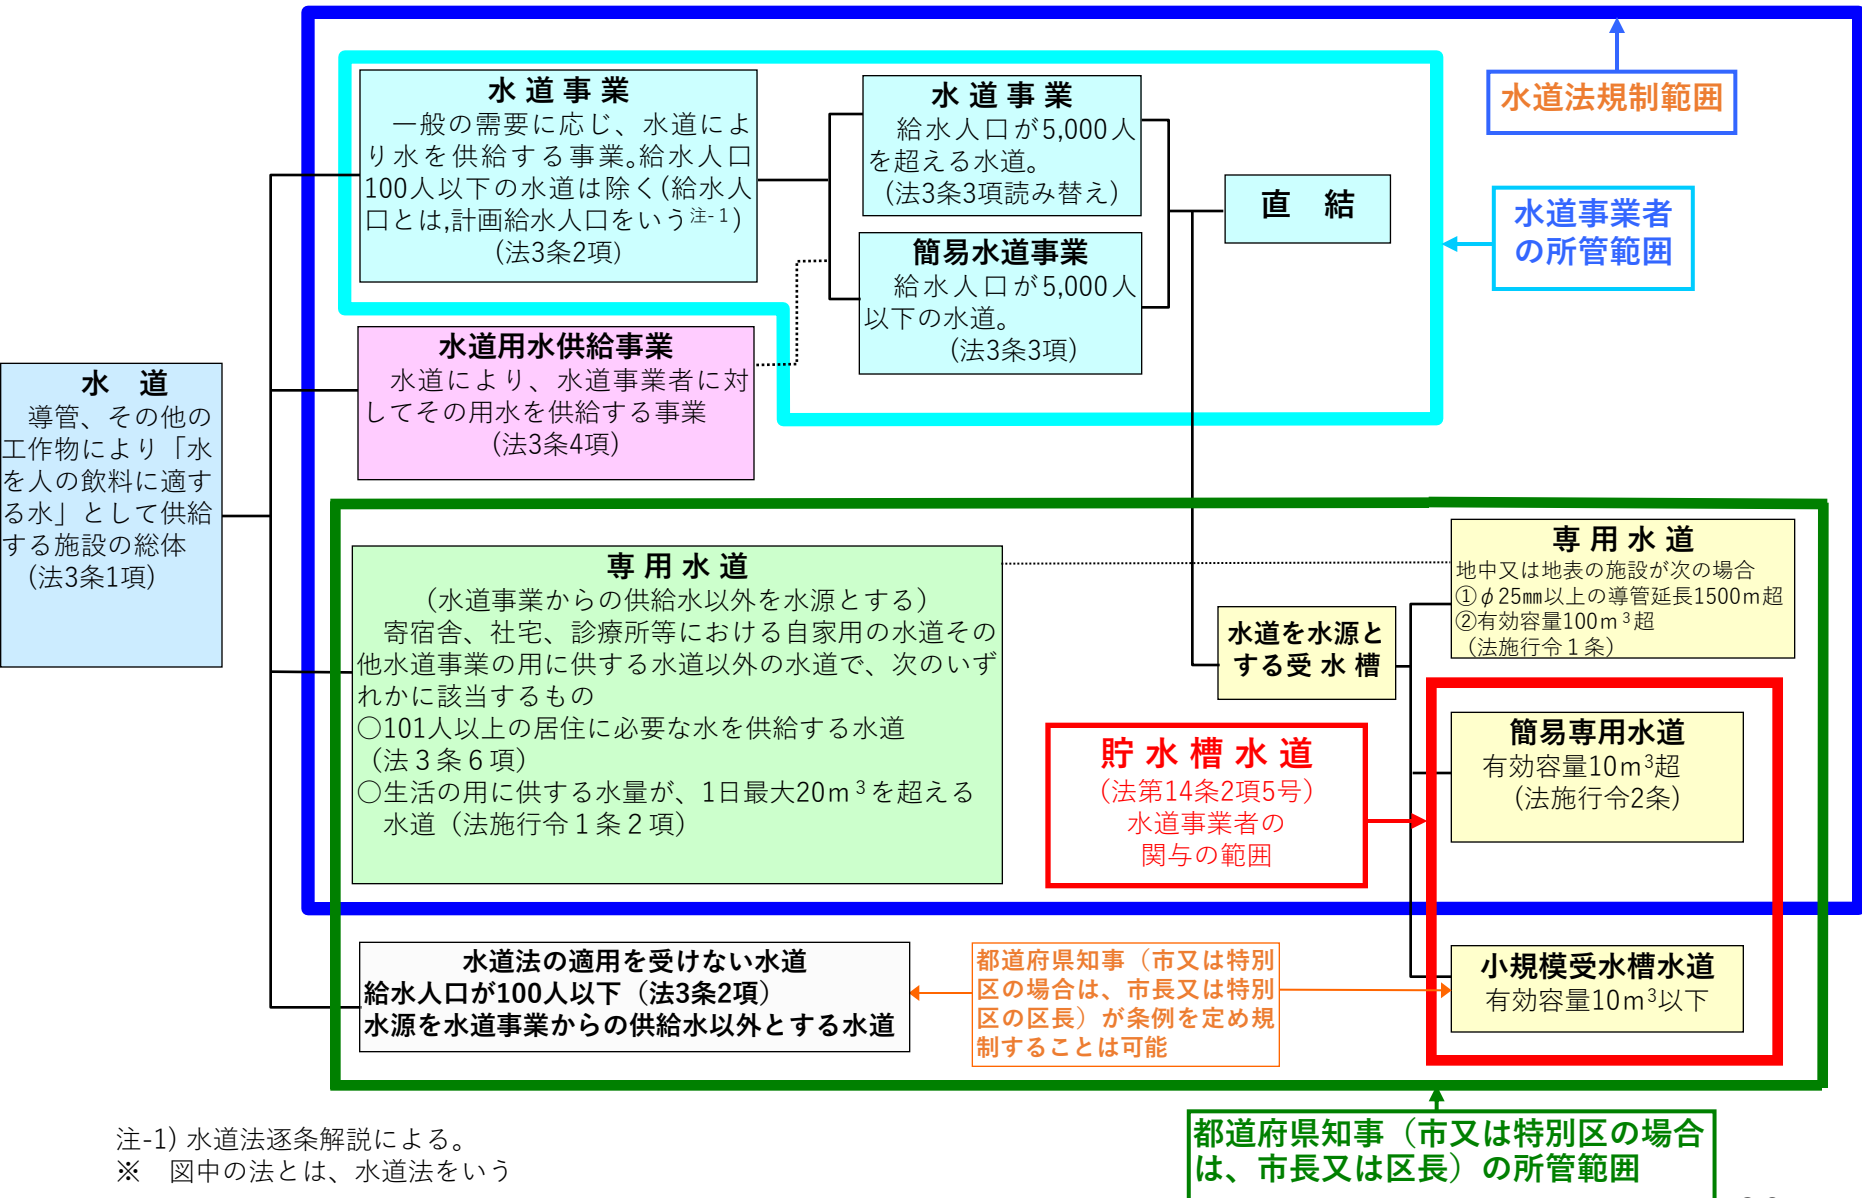 水道法規制範囲
水 道 事 業
一般の需要に応じ、水道によ
り水を供給する事業。給水人口
100人以下の水道は除く(給水人
口とは,計画給水人口をいう注-1)
(法3条2項)
水 道 事 業
給水人口が5,000人
を超える水道。
(法3条3項読み替え)
簡易水道事業
給水人口が5,000人
以下の水道。
(法3条3項)
直 結
水道事業者
の所管範囲
水道用水供給事業
水道により、水道事業者に対
してその用水を供給する事業
(法3条4項)
水 道
導管、その他の
工作物により「水
を人の飲料に適す
る水」として供給
する施設の総体
(法3条1項)
専 用 水 道
（水道事業からの供給水以外を水源とする）
寄宿舎、社宅、診療所等における自家用の水道その
他水道事業の用に供する水道以外の水道で、次のいず
れかに該当するもの
○101人以上の居住に必要な水を供給する水道
（法３条６項）
○生活の用に供する水量が、1日最大20m³を超える
水道（法施行令１条２項）
専 用 水 道
地中又は地表の施設が次の場合
①φ25㎜以上の導管延長1500m超
②有効容量100m³超
（法施行令１条）
水道を水源と
する受 水 槽
簡易専用水道
有効容量10m³超
(法施行令2条)
貯 水 槽 水 道
(法第14条2項5号)
水道事業者の
関与の範囲
水道法の適用を受けない水道
給水人口が100人以下（法3条2項）
水源を水道事業からの供給水以外とする水道
都道府県知事（市又は特別
区の場合は、市長又は特別
区の区長）が条例を定め規
制することは可能
小規模受水槽水道
有効容量10m³以下
都道府県知事（市又は特別区の場合
は、市長又は区長）の所管範囲
注-1) 水道法逐条解説による。
※ 図中の法とは、水道法をいう